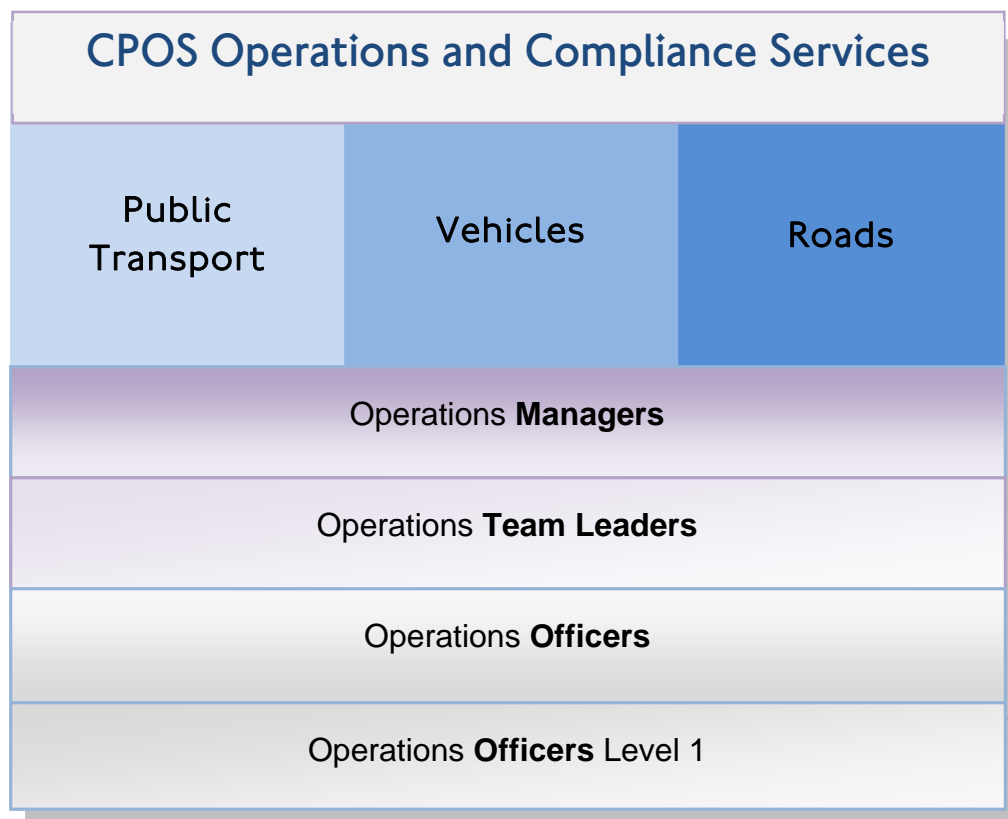 CPOS Operations and Compliance Services
Public
Transport
Vehicles
Roads
Operations Managers
Operations Team Leaders
Operations Officers
Operations Officers Level 1